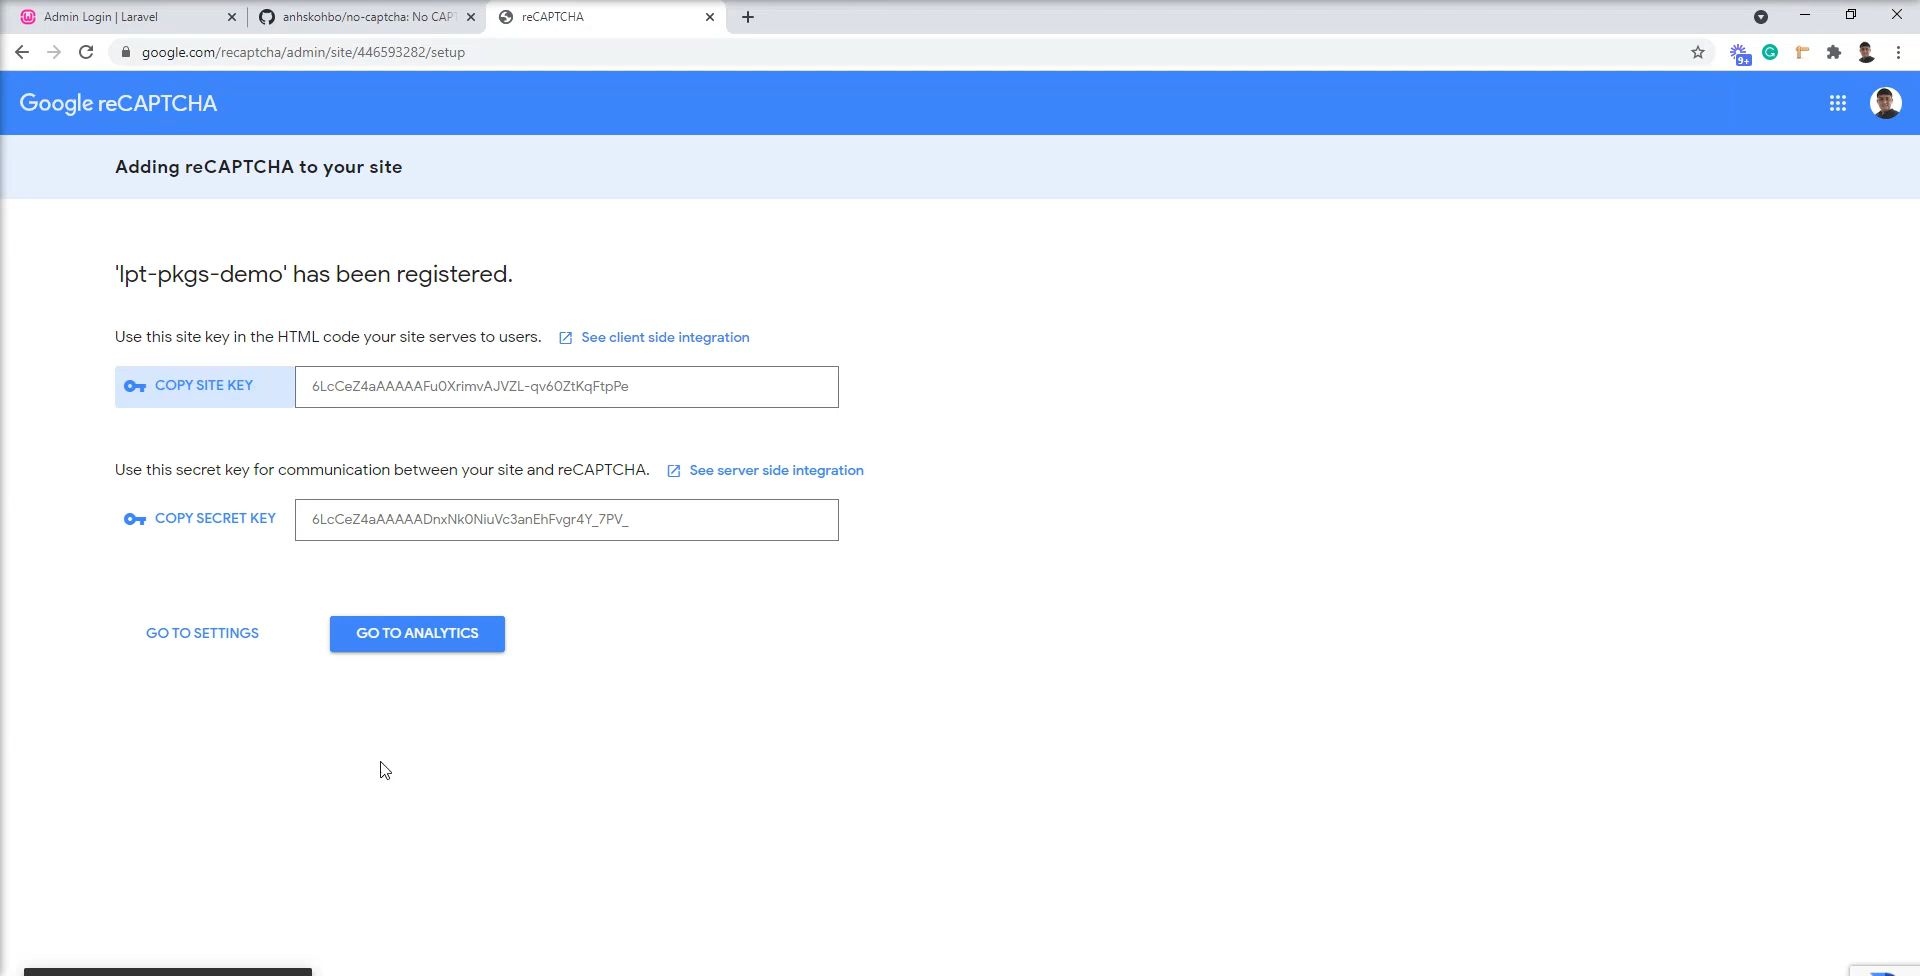 Admin Login | Laravel
anhskohbo/no-captcha: No CAPT
reCAPTCHA
google.com/recaptcha/admin/site/446593282/setup
9+
Google reCAPTCHA
Adding reCAPTCHA to your site
'lpt-pkgs-demo' has been registered.
Use this site key in the HTML code your site serves to users.
See client side integration
COPY SITE KEY
6LcCeZ4aAAAAAFu0XrimvAJVZL-qv60ZtKqFtpPe
Use this secret key for communication between your site and reCAPTCHA.
See server side integration
COPY SECRET KEY
6LcCeZ4aAAAAADnxNk0NiuVc3anEhFvgr4Y_7PV_
GO TO SETTINGS
GO TO ANALYTICS